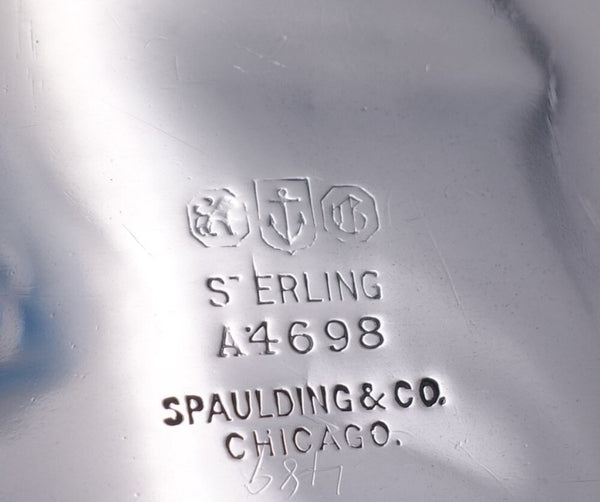 G
STERLING
A4698
SPAULDING & CO.
CHICAGO.